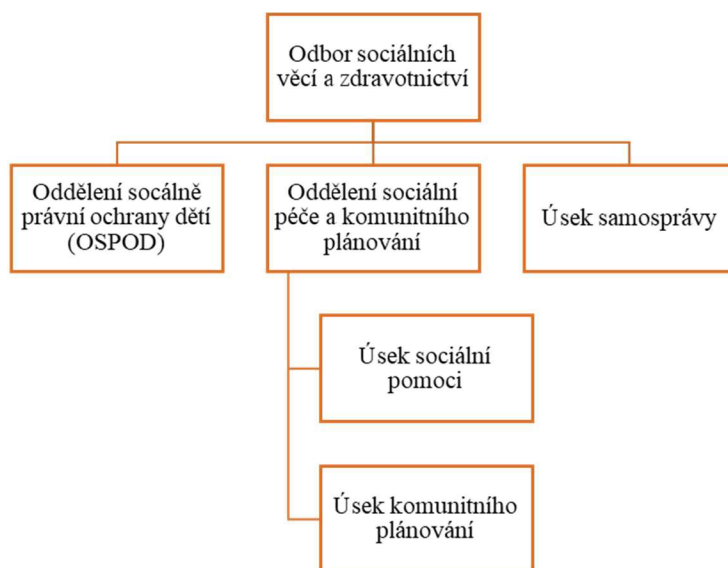 Odbor sociálních
věcí a zdravotnictví
Oddělení socálně
právní ochrany dětí
(OSPOD)
Oddělení sociální
péče a komunitního
plánování
Úsek samosprávy
Úsek sociální
pomoci
Úsek komunitního
plánování